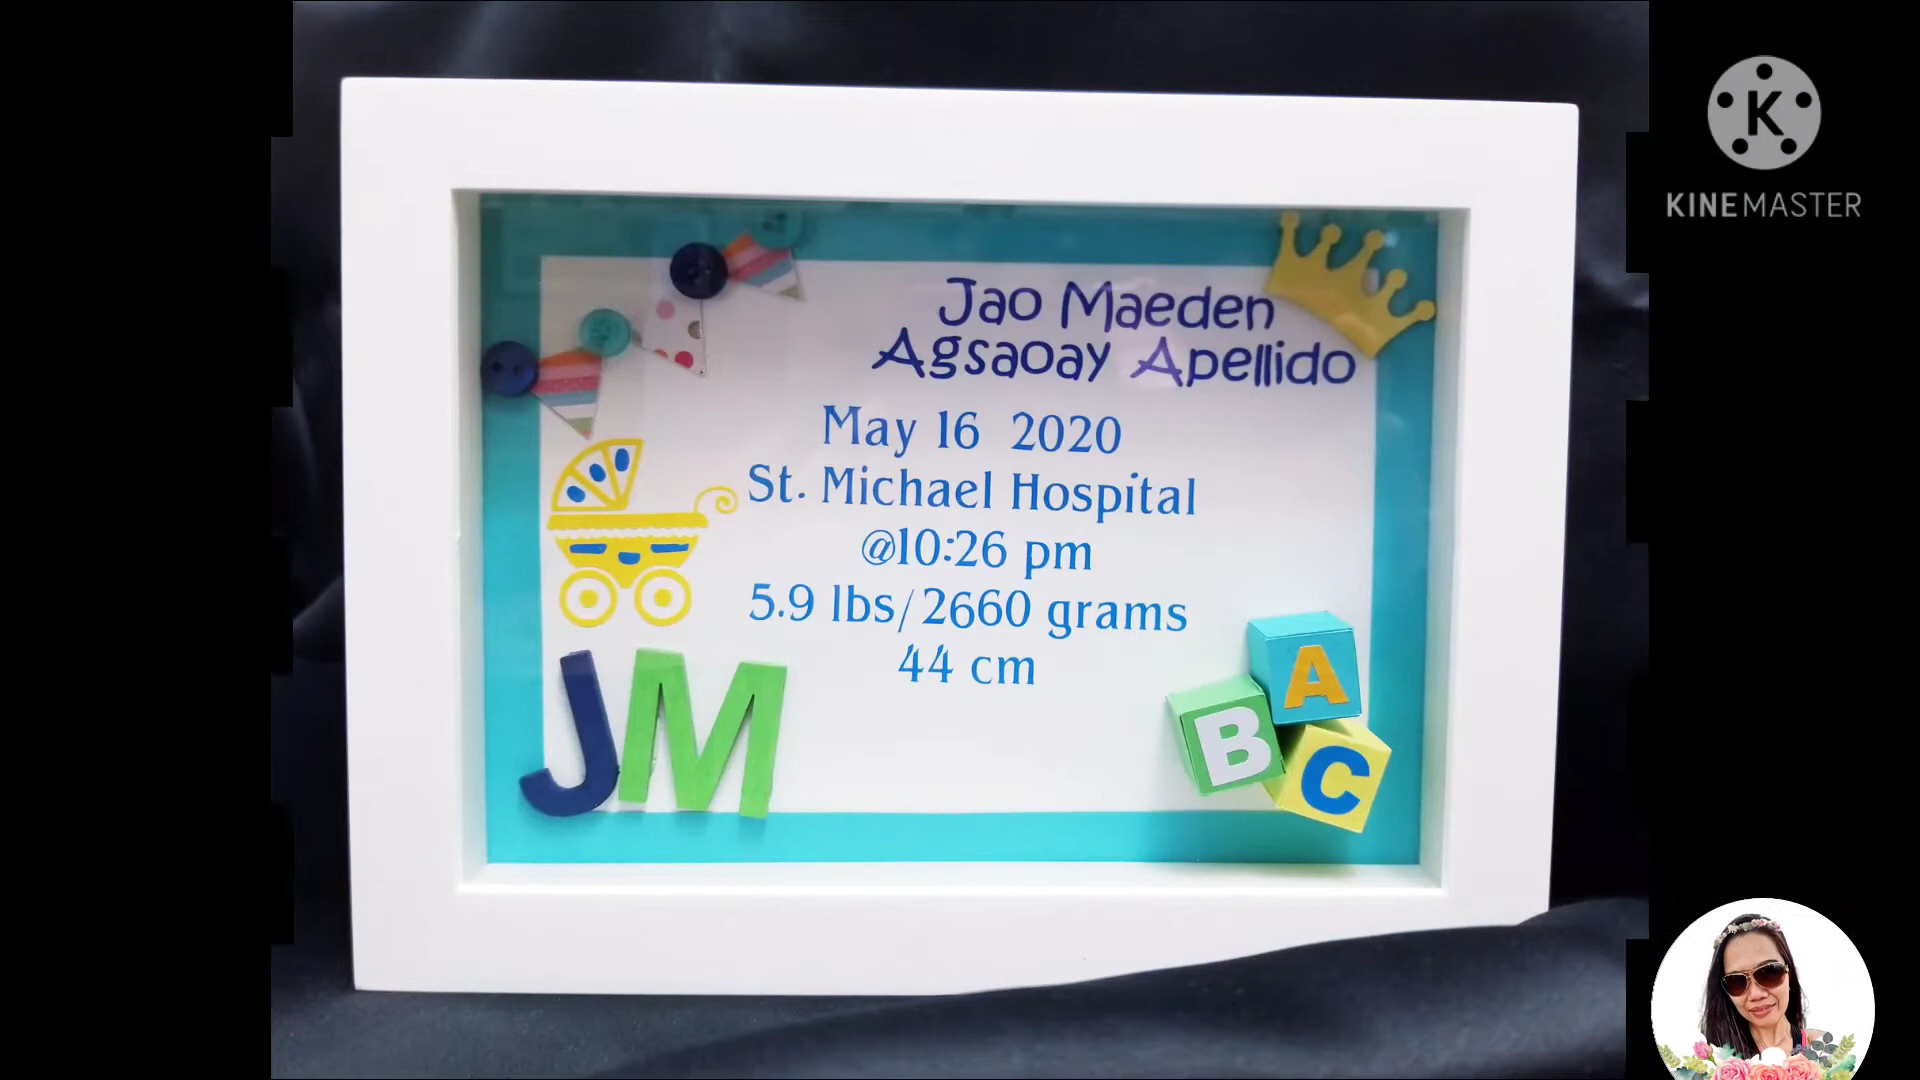 KINEMASTER
Jao Maeden
Agsaoay Apellido
May 16 2020
St. Michael Hospital
@10:26 pm
5.9 lbs/2660 grams
44 cm
JM
A
B
C
K